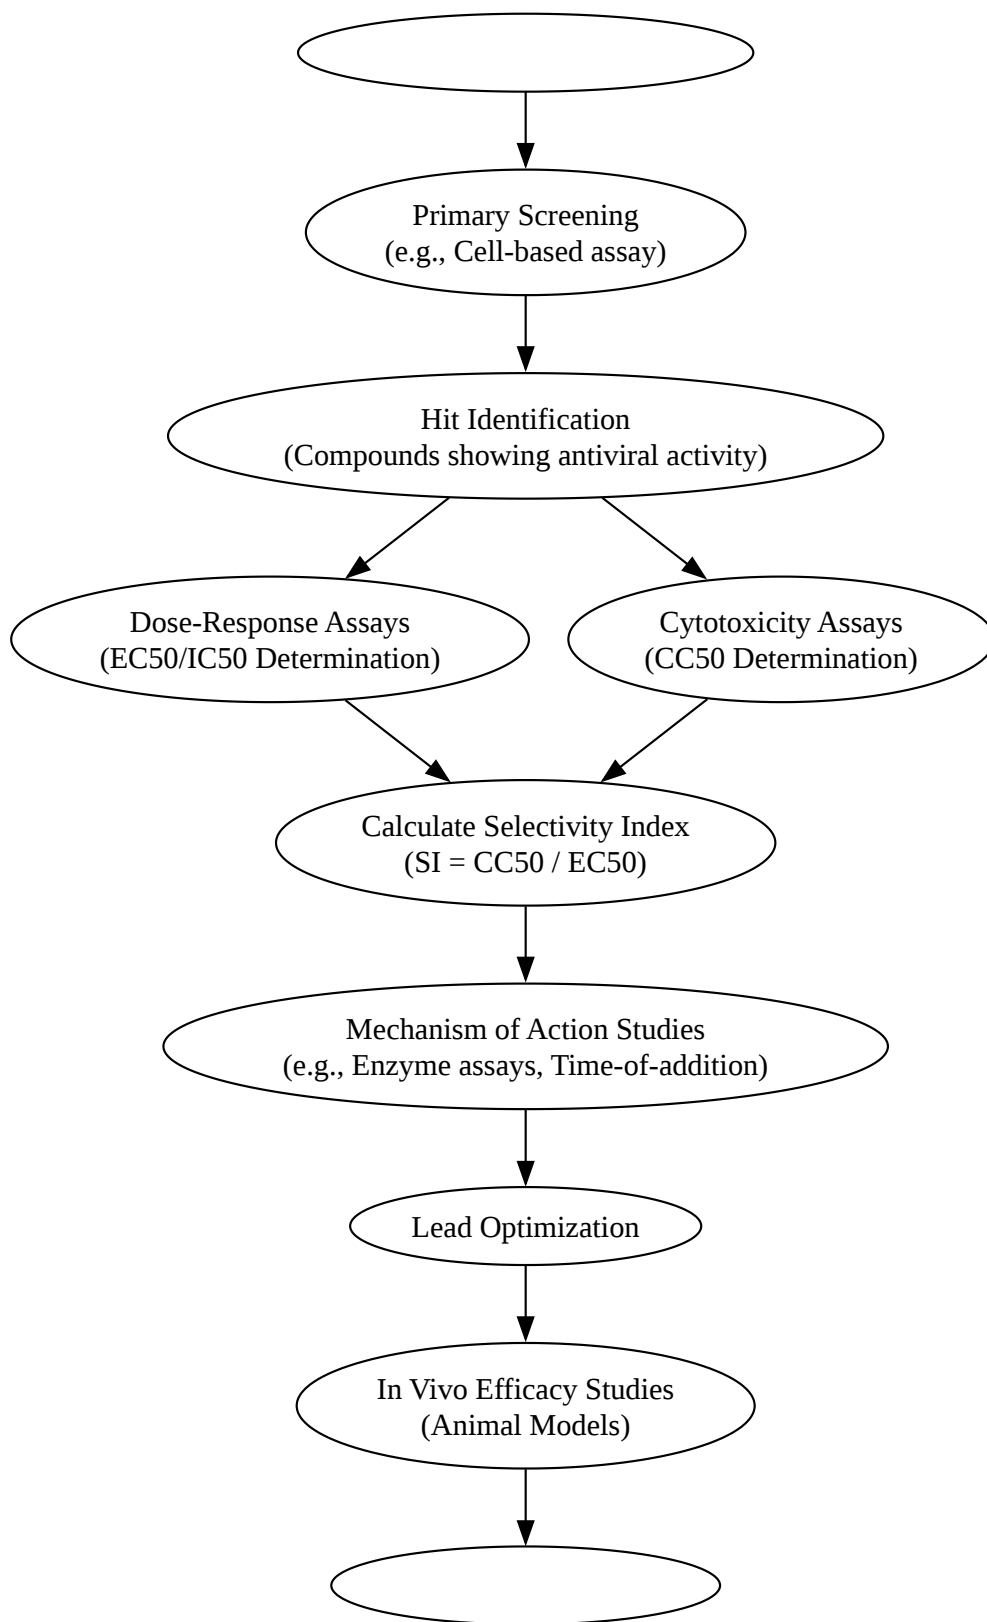 Primary Screening
(e.g., Cell-based assay)
Hit Identification
(Compounds showing antiviral activity)
Dose-Response Assays
(EC50/IC50 Determination)
Cytotoxicity Assays
(CC50 Determination)
Calculate Selectivity Index
(SI = CC50 / EC50)
Mechanism of Action Studies
(e.g., Enzyme assays, Time-of-addition)
Lead Optimization
In Vivo Efficacy Studies
(Animal Models)